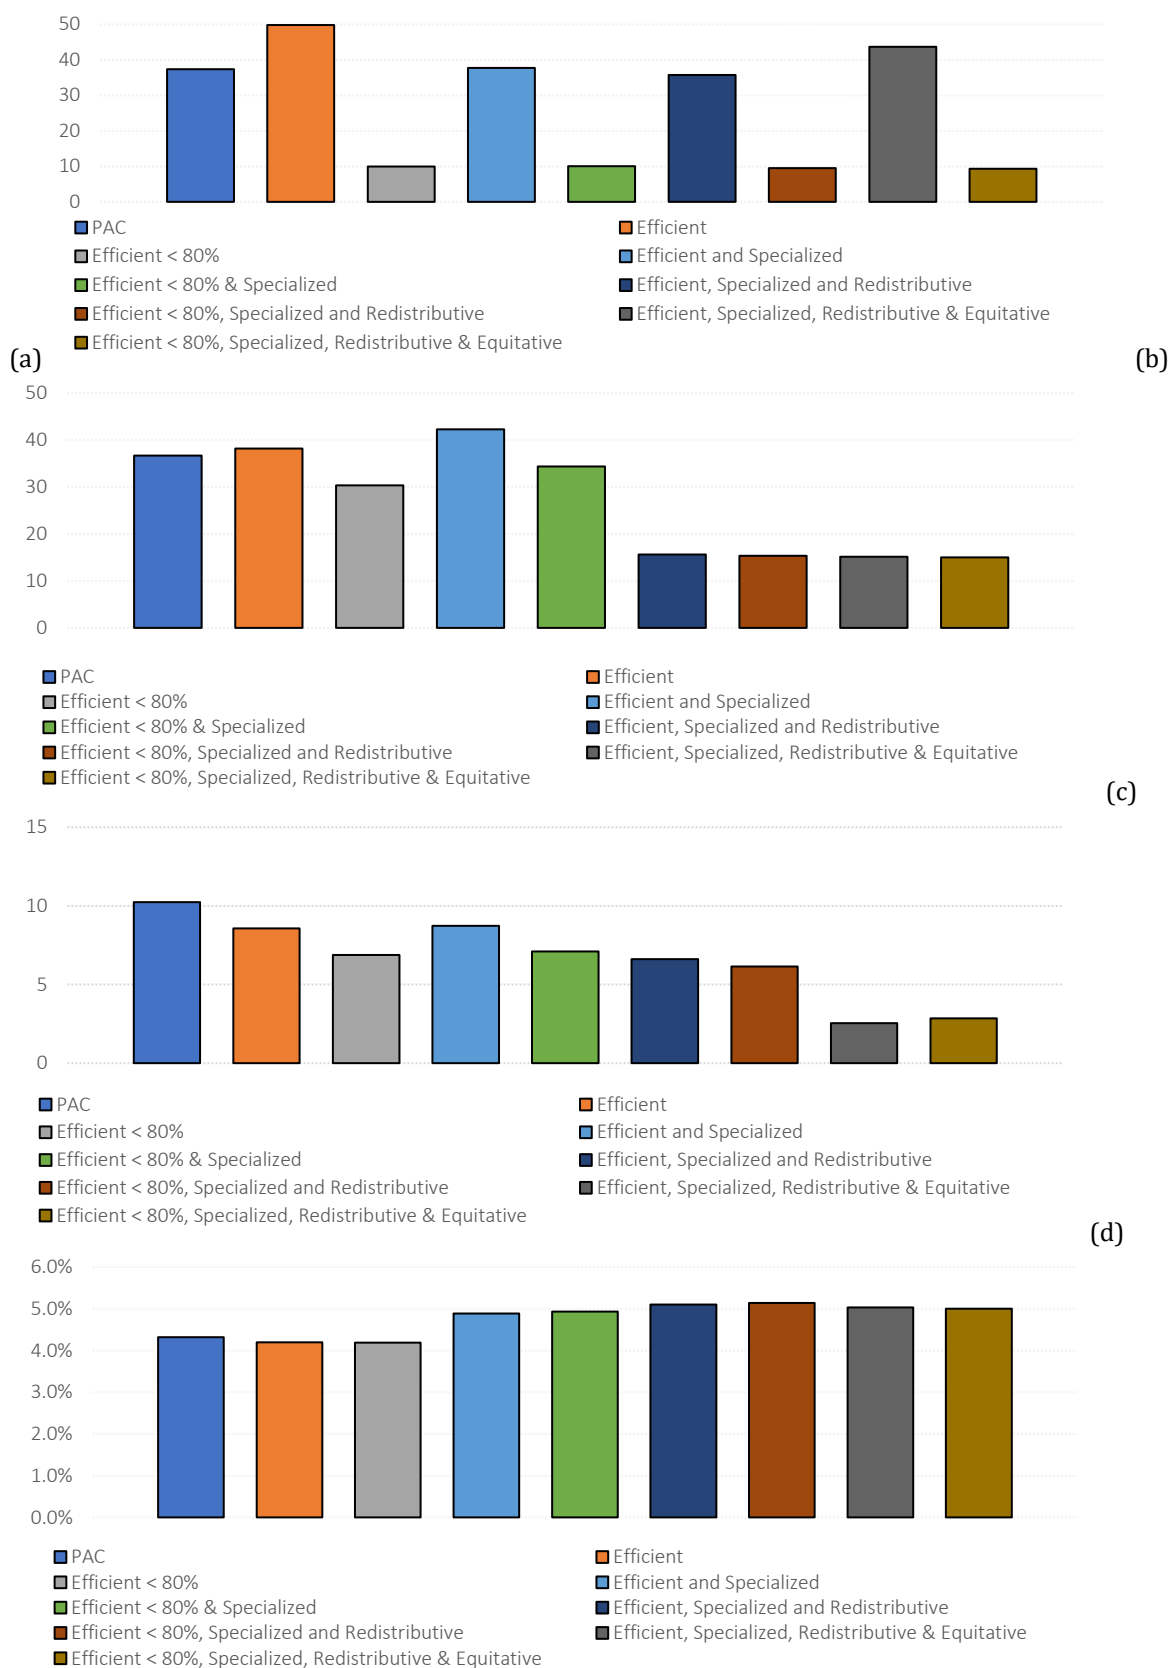 50
40
30
20
10
0
PAC
Efficient
Efficient < 80%
Efficient and Specialized
Efficient < 80% & Specialized
Efficient, Specialized and Redistributive
Efficient < 80%, Specialized and Redistributive
Efficient, Specialized, Redistributive & Equitative
Efficient < 80%, Specialized, Redistributive & Equitative
(a)
(b)
50
40
30
20
10
0
PAC
Efficient
Efficient < 80%
Efficient and Specialized
Efficient < 80% & Specialized
Efficient, Specialized and Redistributive
Efficient < 80%, Specialized and Redistributive
Efficient, Specialized, Redistributive & Equitative
Efficient < 80%, Specialized, Redistributive & Equitative
(c)
15
10
5
0
PAC
Efficient
Efficient < 80%
Efficient and Specialized
Efficient < 80% & Specialized
Efficient, Specialized and Redistributive
Efficient < 80%, Specialized and Redistributive
Efficient, Specialized, Redistributive & Equitative
Efficient < 80%, Specialized, Redistributive & Equitative
(d)
6.0%
5.0%
4.0%
3.0%
2.0%
1.0%
0.0%
PAC
Efficient
Efficient < 80%
Efficient and Specialized
Efficient < 80% & Specialized
Efficient, Specialized and Redistributive
Efficient < 80%, Specialized and Redistributive
Efficient, Specialized, Redistributive & Equitative
Efficient < 80%, Specialized, Redistributive & Equitative